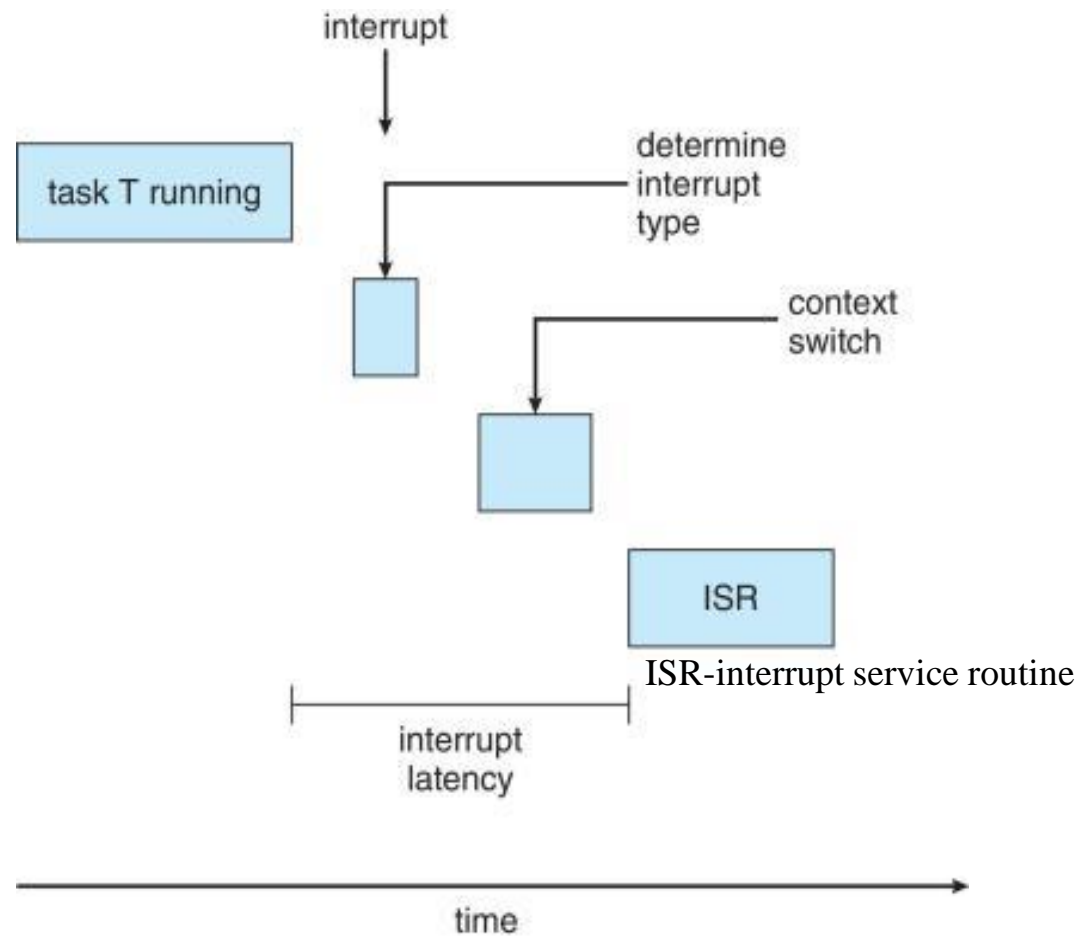 interrupt
task T running
determine
interrupt
type
context
switch
ISR
ISR-interrupt service routine
interrupt
latency
time